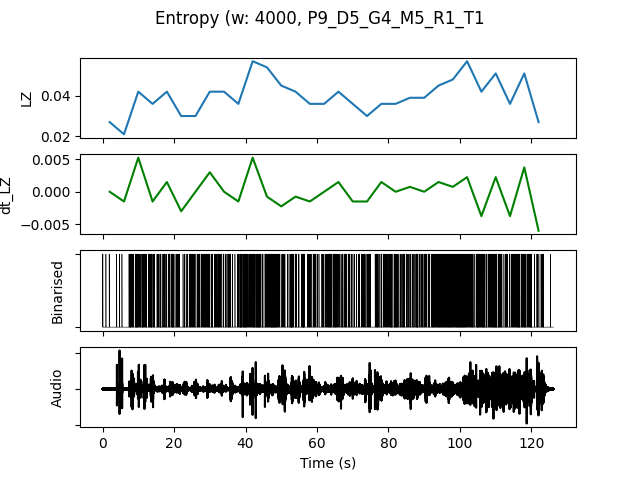 Entropy (w: 4000, P9_D5_G4_M5_R1_T1
LZ
0.04
0.02
dt_LZ
0.005
0.000
−0.005
Binarised
Audio
0 20 40 60 80 100 120
Time (s)